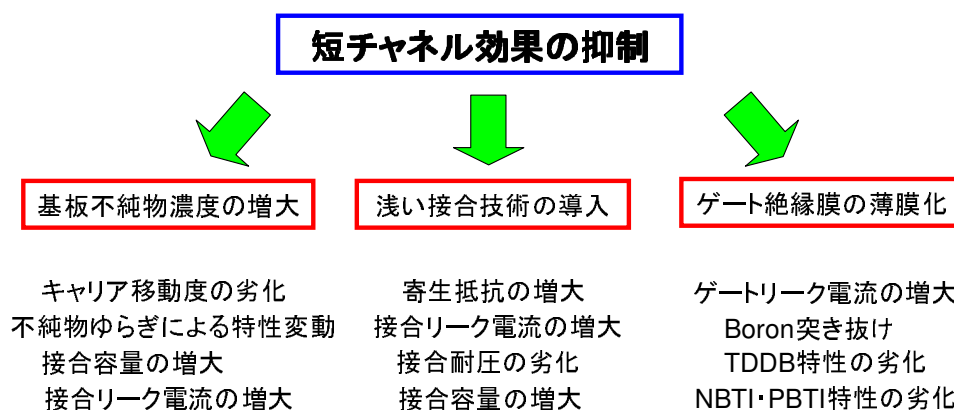 短チャネル効果の抑制
基板不純物濃度の増大
キャリア移動度の劣化
不純物ゆらぎによる特性変動
接合容量の増大
接合リーク電流の増大
浅い接合技術の導入
寄生抵抗の増大
接合リーク電流の増大
接合耐圧の劣化
接合容量の増大
ゲート絶縁膜の薄膜化
ゲートリーク電流の増大
Boron突き抜け
TDDB特性の劣化
NBTI・PBTI特性の劣化